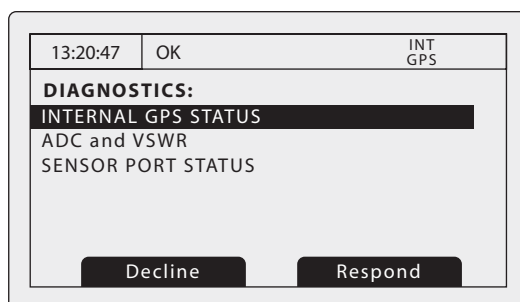 13:20:47 OK INT
GPS
DIAGNOSTICS:
INTERNAL GPS STATUS
ADC and VSWR
SENSOR PORT STATUS
Decline Respond